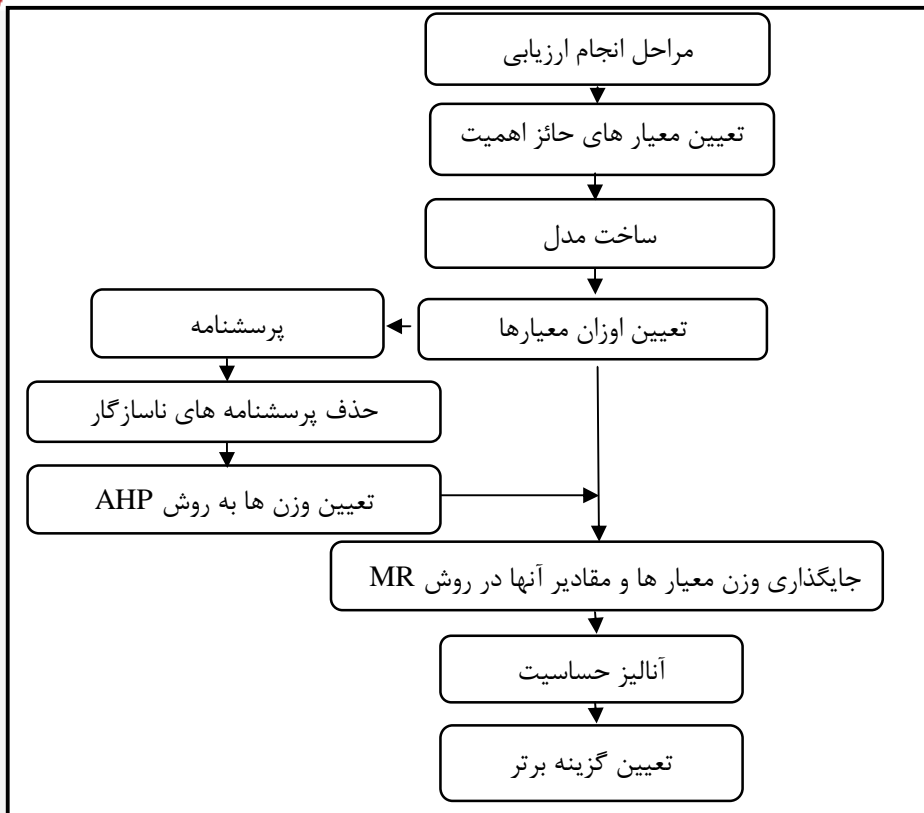 مراحل انجام ارزیابی
تعیین معیار های حائز اهمیت
ساخت مدل
تعیین اوزان معیارها
پرسشنامه
حذف پرسشنامه های ناسازگار
تعیین وزن ها به روش AHP
جایگذاری وزن معیار ها و مقادیر آنها در روش MR
آنالیز حساسیت
تعیین گزینه برتر